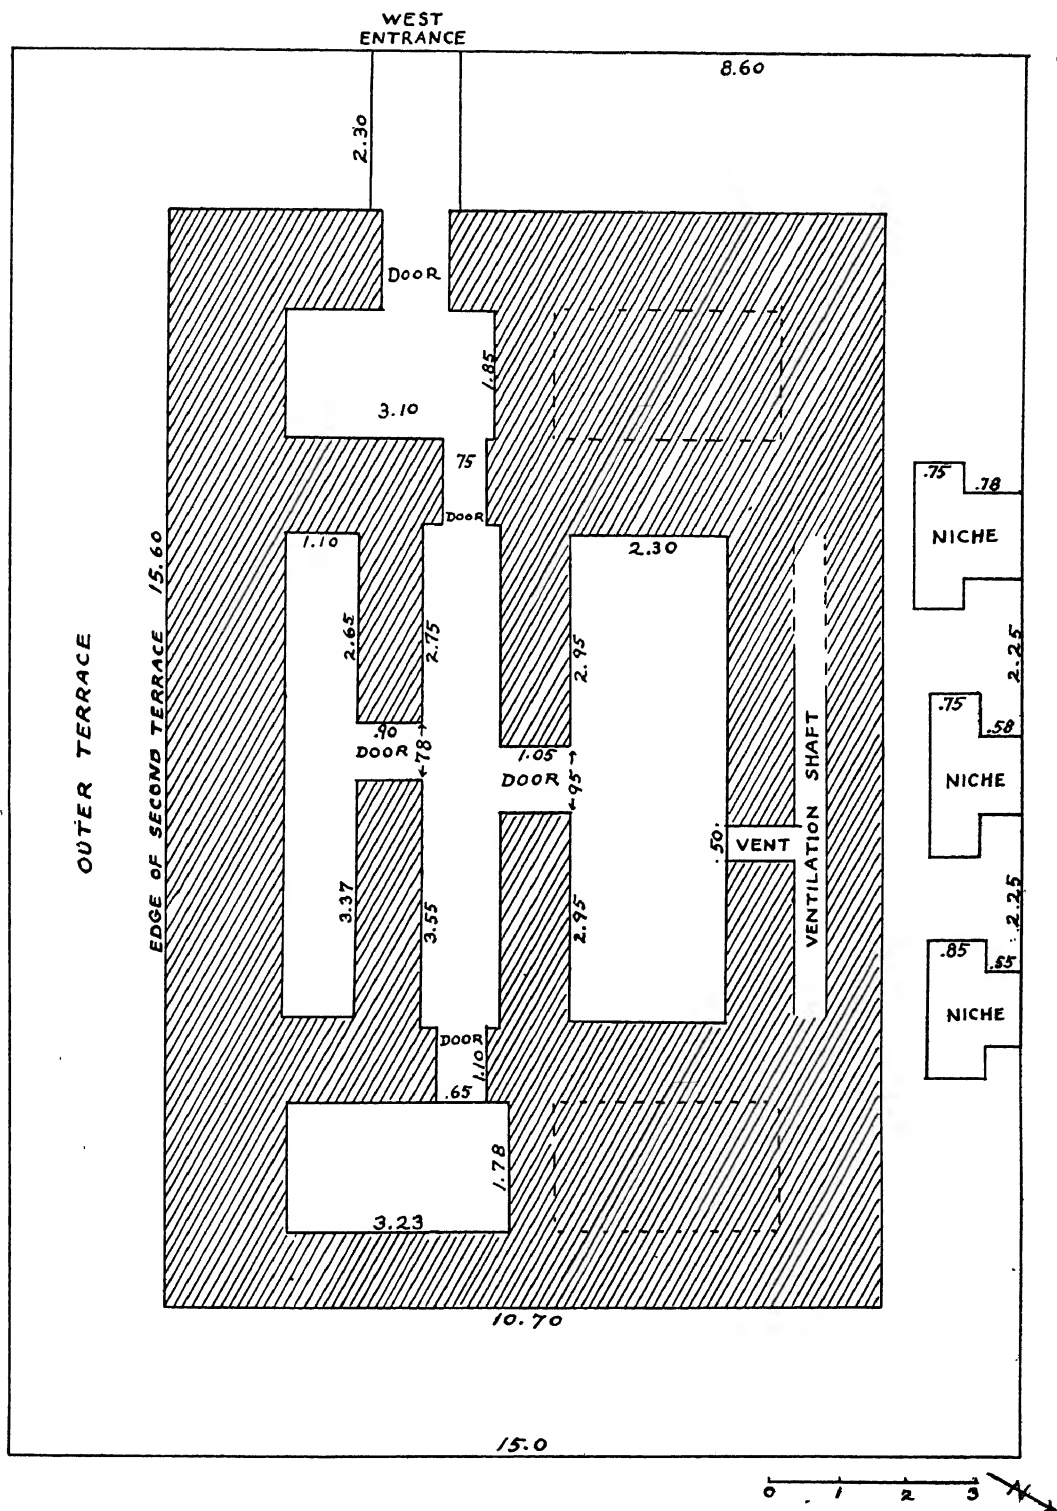 WEST
ENTRANCE
8.60
2.30
DOOR
1.85
3.10
75
DOOR
.75
.78
NICHE
1.10
2.30
2.65
2.75
2.95
2.25
.90
DOOR
78
1.05
DOOR
95
.75
.58
NICHE
OUTER TERRACE
EDGE OF SECOND TERRACE 15.60
.50.
VENT
VENTILATION SHAFT
3.37
3.55
2.95
2.25
.85
.55
NICHE
DOOR
1.10
.65
1.78
3.23
10.70
15.0
0 1 2 3
N